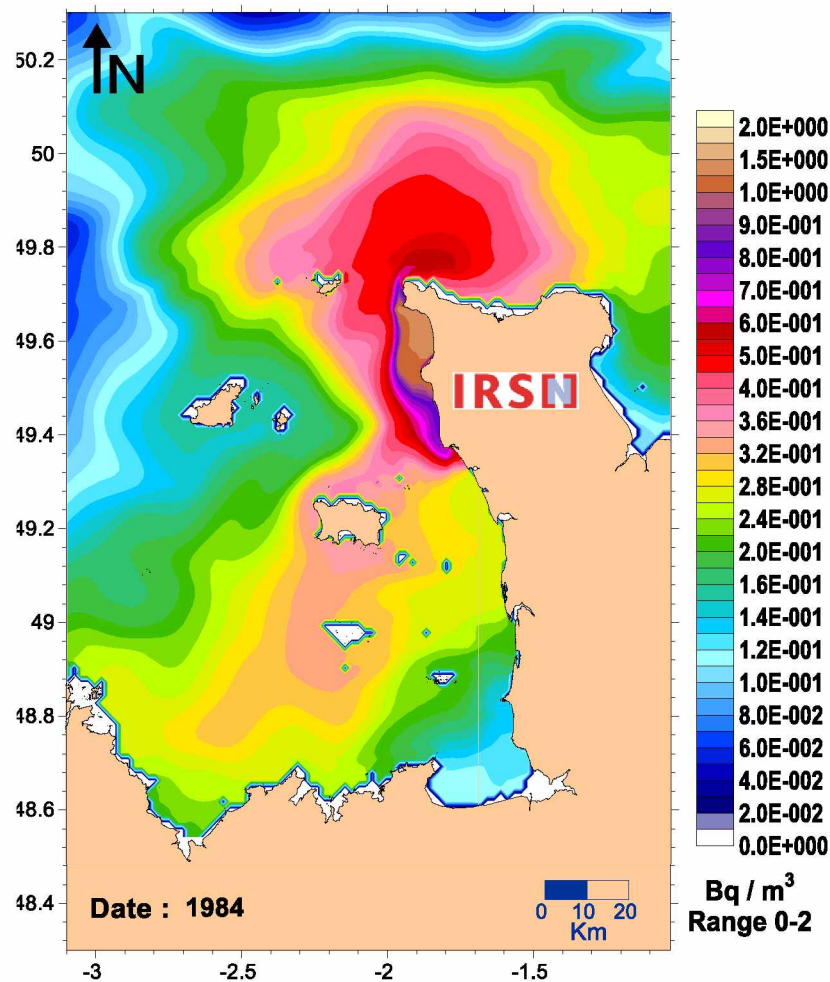 50.2
50
49.8
49.6
49.4
49.2
49
48.8
48.6
48.4
-3
-2.5
-2
-1.5
N
IRSN
Date : 1984
0 10 20
Km
2.0E+000
1.5E+000
1.0E+000
9.0E-001
8.0E-001
7.0E-001
6.0E-001
5.0E-001
4.0E-001
3.6E-001
3.2E-001
2.8E-001
2.4E-001
2.0E-001
1.6E-001
1.4E-001
1.2E-001
1.0E-001
8.0E-002
6.0E-002
4.0E-002
2.0E-002
0.0E+000
Bq / m³
Range 0-2